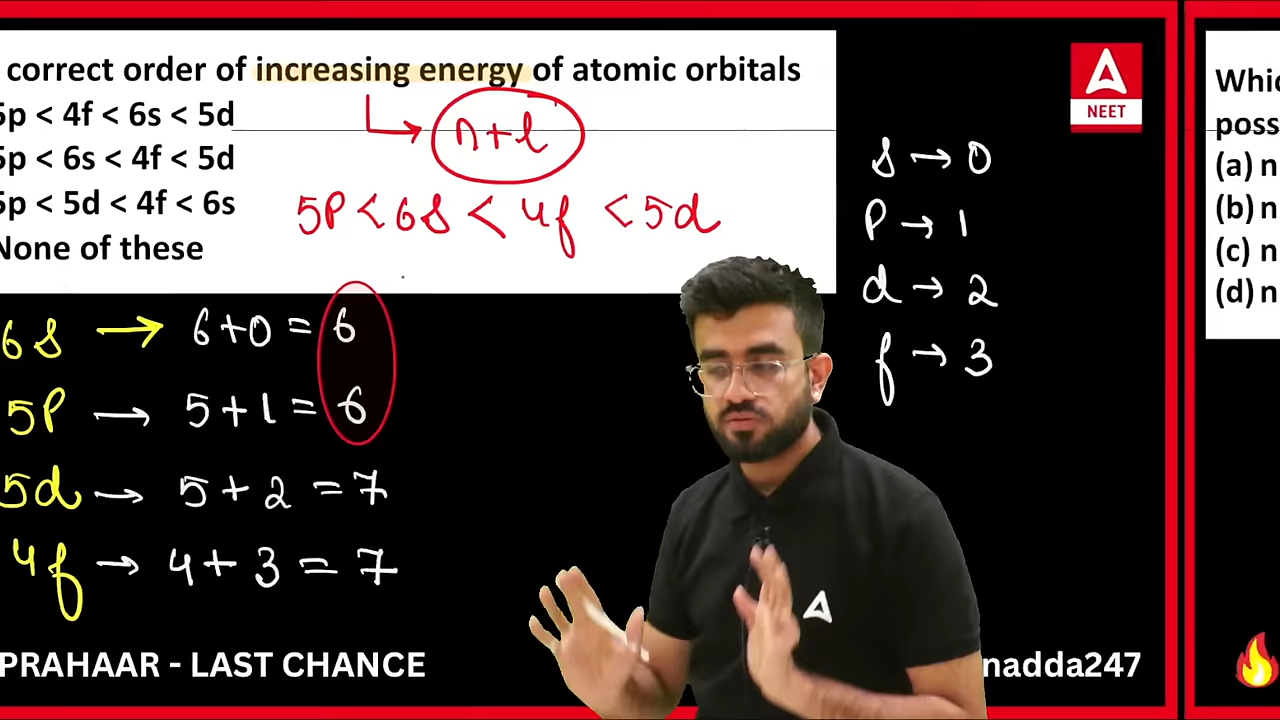 correct order of increasing energy of atomic orbitals
5p < 4f < 6s < 5d
5p < 6s < 4f < 5d
5p < 5d < 4f < 6s
None of these
n+l
5P < 6s < 4f < 5d
6s → 6+0 = 6
5P → 5+1 = 6
5d → 5+2 = 7
4f → 4+3 = 7
s → 0
P → 1
d → 2
f → 3
NEET
(a) n
(b) n
(c) n
(d) n
PRAHAAR - LAST CHANCE
nadda247